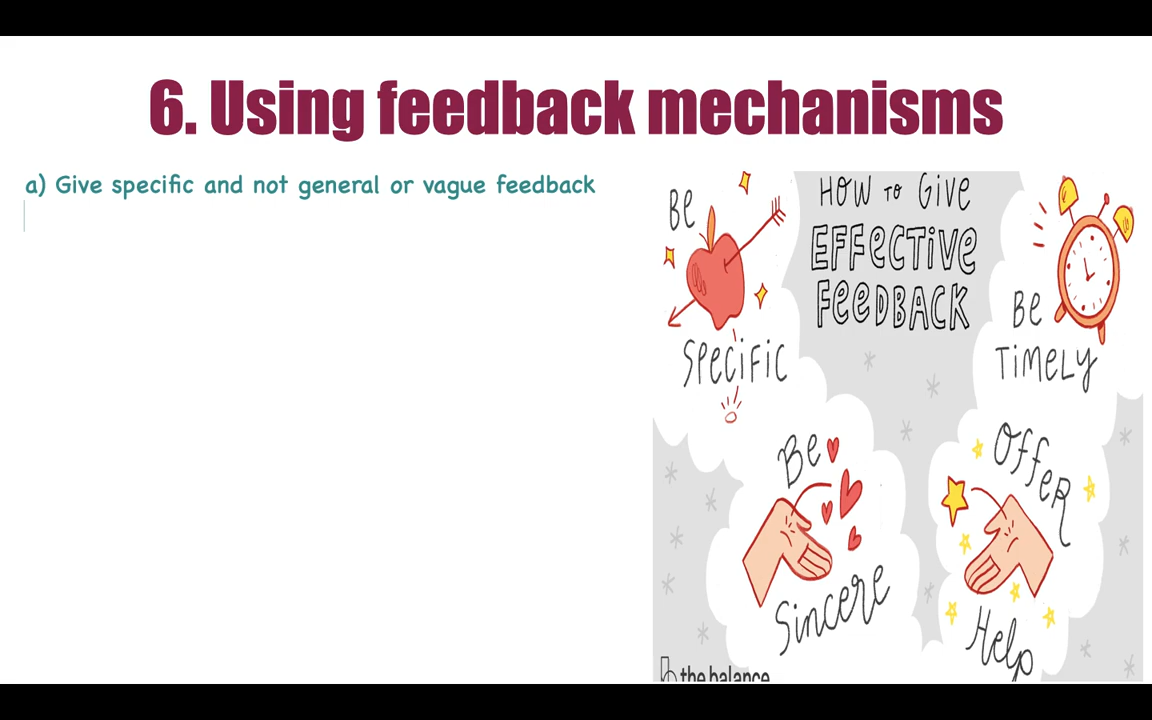 6. Using feedback mechanisms
a) Give specific and not general or vague feedback
HOW TO GIVE
EFFECTIVE
FEEDBACK
BE
SPECIFIC
BE
TIMELY
BE
SINCERE
OFFER
HELP
the balance